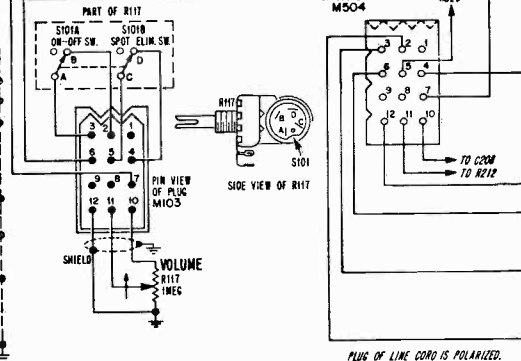 PART OF R117
M504
S101A S101B
ON-OFF SW. SPOT ELIM. SW.
B D
A C
3 2 1
6 5 4
9 8 7
12 11 10
PIN VIEW
OF PLUG
M103
R117
B D
A C
S101
SIDE VIEW OF R117
3 2 1
6 5 4
9 8 7
12 11 10
TO C208
TO R212
SHIELD
VOLUME
R117
1MEG
PLUG OF LINE CORD IS POLARIZED.